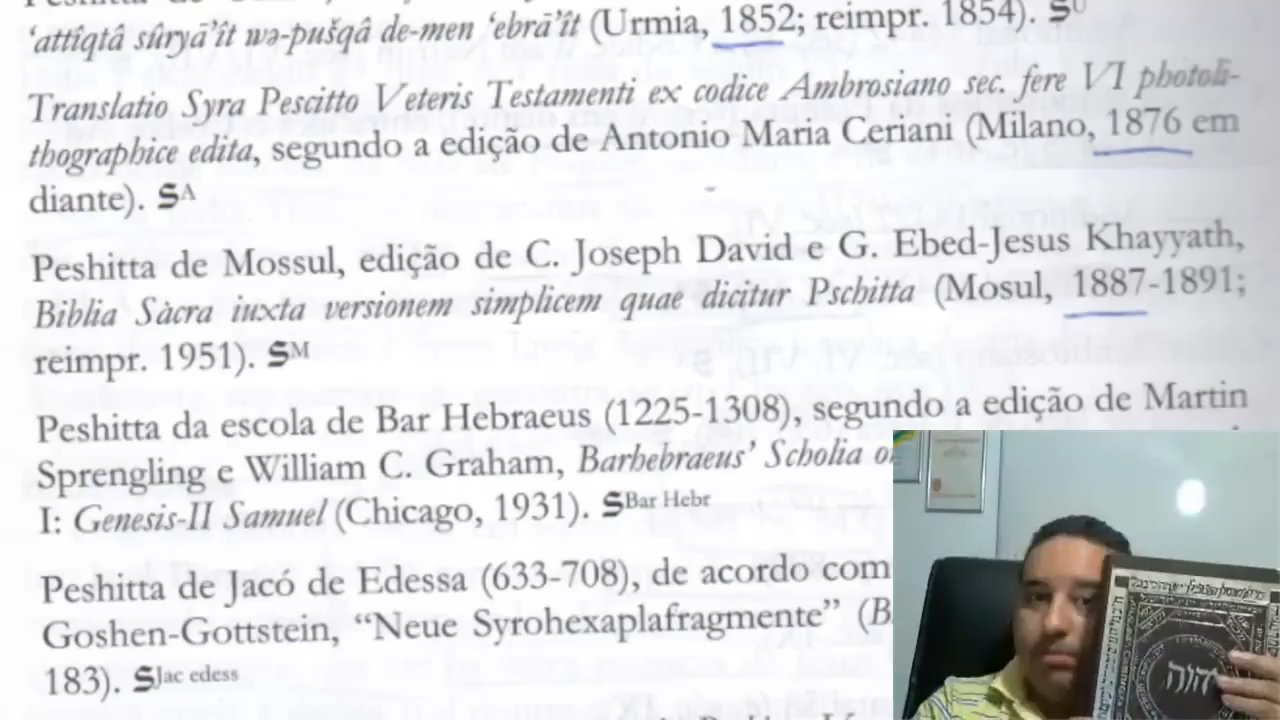 ‘attîqtâ sûryā’ît wə-pušqâ de-men ‘ebrā’ît (Urmia, 1852; reimpr. 1854). SU
Translatio Syra Pescitto Veteris Testamenti ex codice Ambrosiano sec. fere VI photoli-
thographice edita, segundo a edição de Antonio Maria Ceriani (Milano, 1876 em
diante). SA
Peshitta de Mossul, edição de C. Joseph David e G. Ebed-Jesus Khayyath,
Biblia Sàcra iuxta versionem simplicem quae dicitur Pschitta (Mosul, 1887-1891;
reimpr. 1951). SM
Peshitta da escola de Bar Hebraeus (1225-1308), segundo a edição de Martin
Sprengling e William C. Graham, Barhebraeus’ Scholia
I: Genesis-II Samuel (Chicago, 1931). SBar Hebr
Peshitta de Jacó de Edessa (633-708), de acordo com
Goshen-Gottstein, “Neue Syrohexaplafragmente” (B
183). SJac edess
יהוה